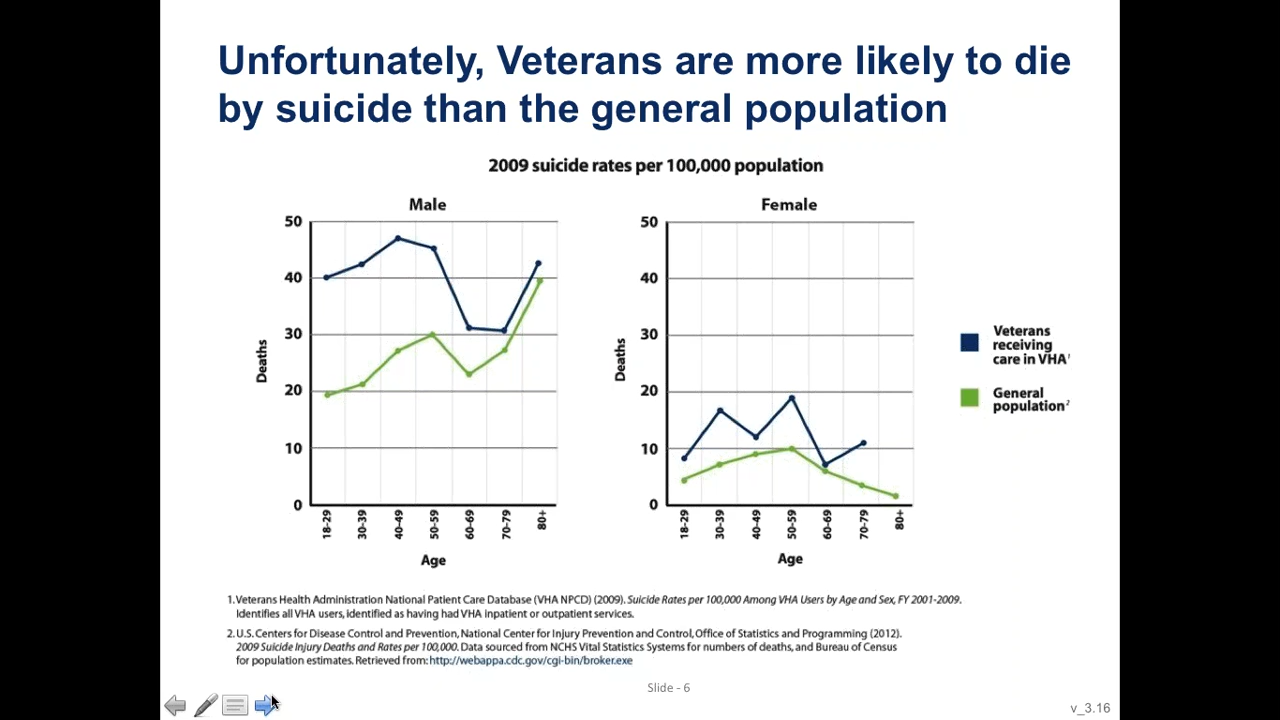 Unfortunately, Veterans are more likely to die
by suicide than the general population
2009 suicide rates per 100,000 population
Male
50
40
30
20
10
0
Deaths
18-29
30-39
40-49
50-59
60-69
70-79
80+
Age
Female
50
40
30
20
10
0
Deaths
18-29
30-39
40-49
50-59
60-69
70-79
80+
Age
Veterans
receiving
care in VHA¹
General
population²
1. Veterans Health Administration National Patient Care Database (VHA NPCD) (2009). Suicide Rates per 100,000 Among VHA Users by Age and Sex, FY 2001-2009.
Identifies all VHA users, identified as having had VHA inpatient or outpatient services.
2. U.S. Centers for Disease Control and Prevention, National Center for Injury Prevention and Control, Office of Statistics and Programming (2012).
2009 Suicide Injury Deaths and Rates per 100,000. Data sourced from NCHS Vital Statistics Systems for numbers of deaths, and Bureau of Census
for population estimates. Retrieved from: http://webappa.cdc.gov/cgi-bin/broker.exe
Slide - 6
v_3.16